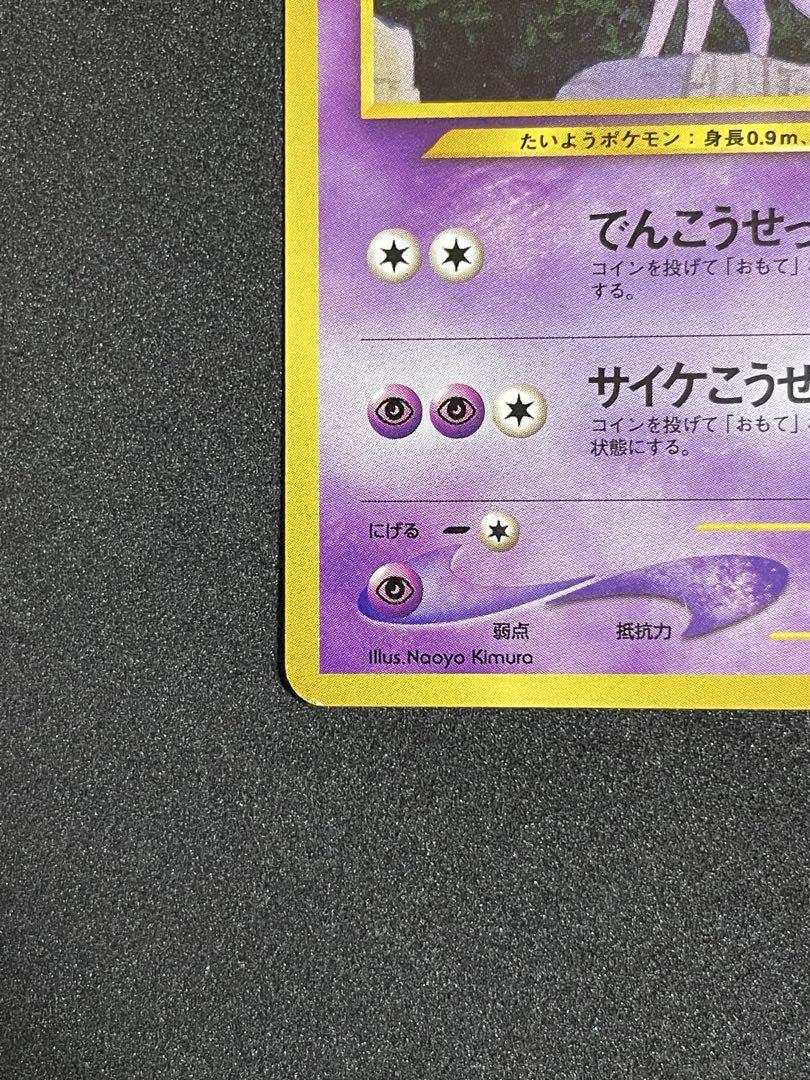 たいようポケモン：身長0.9m、
でんこうせっ
コインを投げて「おもて」
する。
サイケこうせ
コインを投げて「おもて」
状態にする。
にげる
弱点 抵抗力
Illus.Naoyo Kimura